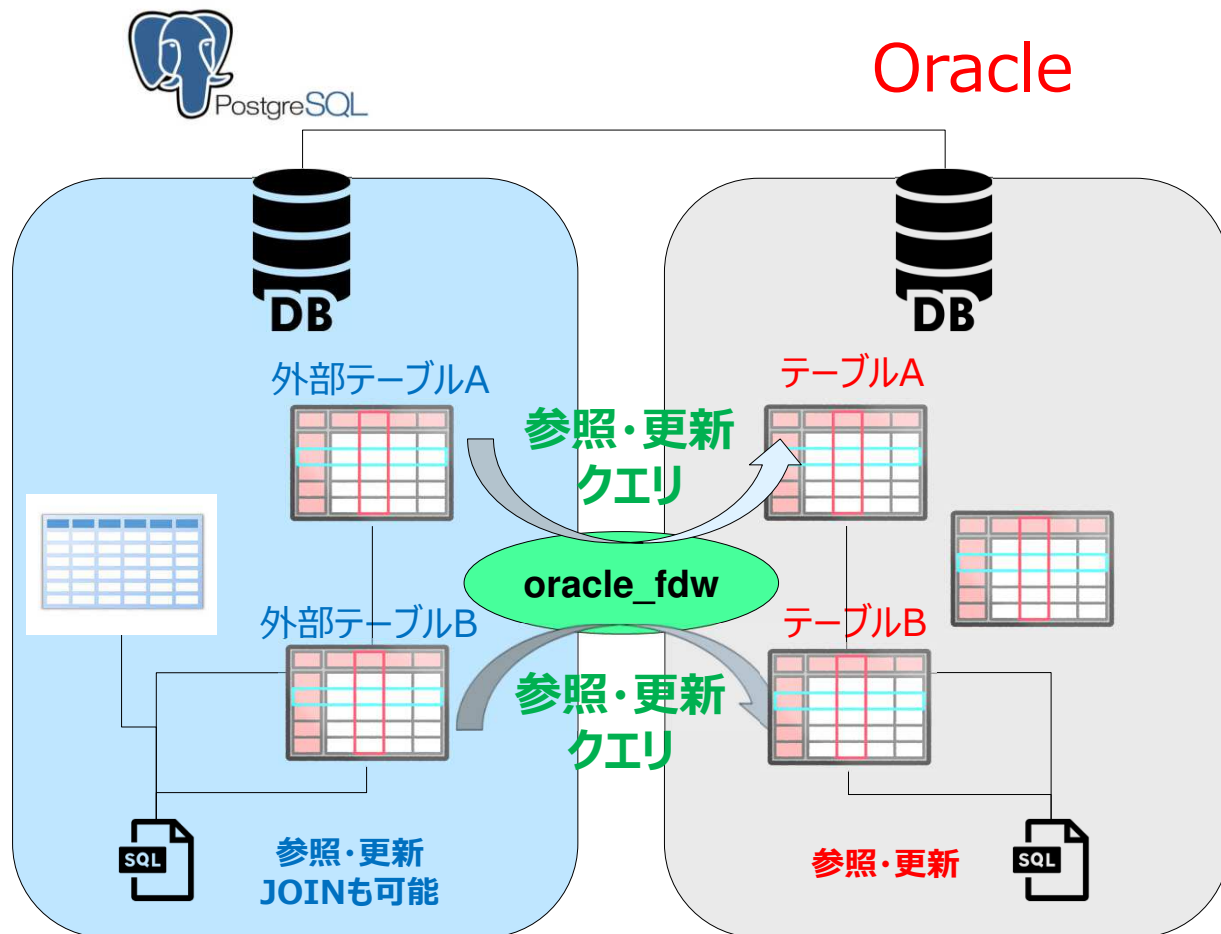 PostgreSQL
Oracle
DB
DB
外部テーブルA
テーブルA
参照・更新
クエリ
oracle_fdw
外部テーブルB
テーブルB
参照・更新
クエリ
SQL
参照・更新
JOINも可能
参照・更新
SQL